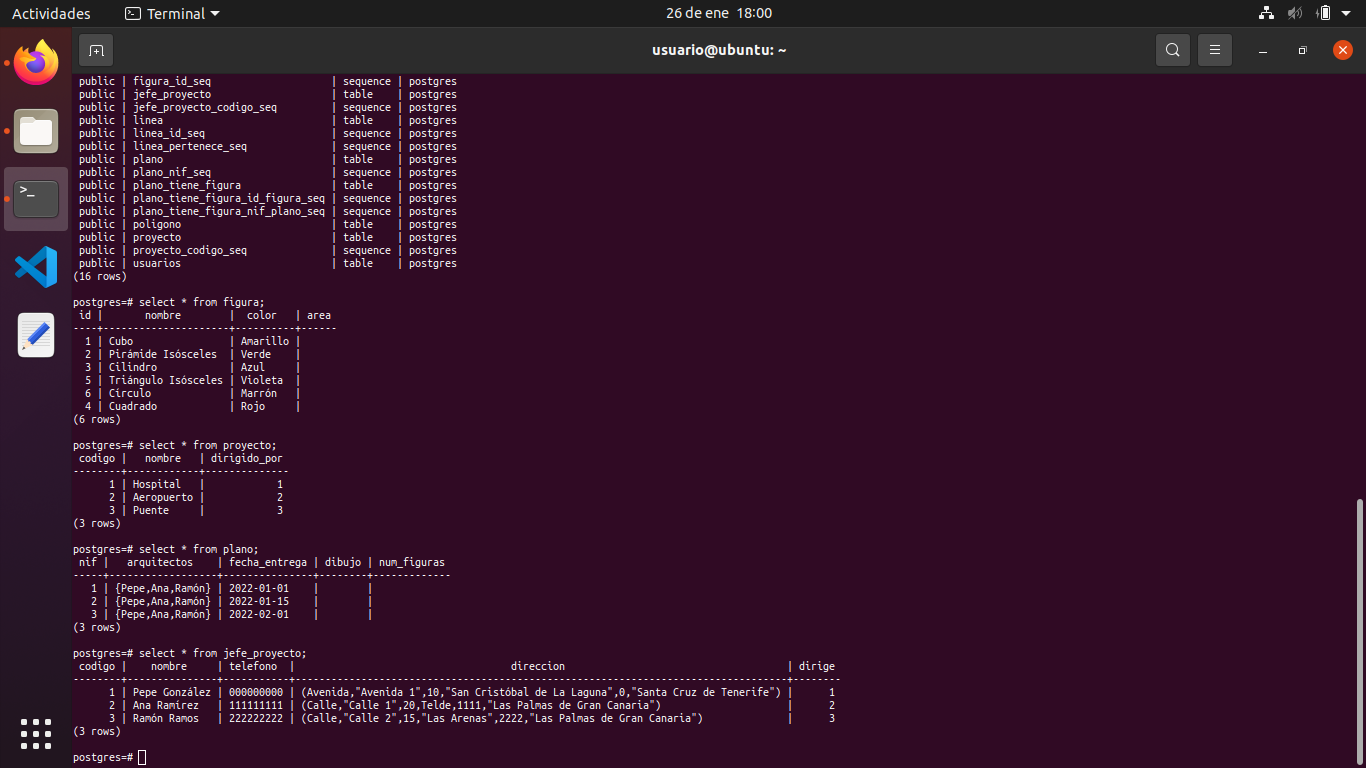 Actividades Terminal 26 de ene 18:00
usuario@ubuntu: ~
public | figura_id_seq | sequence | postgres
public | jefe_proyecto | table | postgres
public | jefe_proyecto_codigo_seq | sequence | postgres
public | linea | table | postgres
public | linea_id_seq | sequence | postgres
public | linea_pertenece_seq | sequence | postgres
public | plano | table | postgres
public | plano_nif_seq | sequence | postgres
public | plano_tiene_figura | table | postgres
public | plano_tiene_figura_id_figura_seq | sequence | postgres
public | plano_tiene_figura_nif_plano_seq | sequence | postgres
public | poligono | table | postgres
public | proyecto | table | postgres
public | proyecto_codigo_seq | sequence | postgres
public | usuarios | table | postgres
(16 rows)
postgres=# select * from figura;
id | nombre | color | area
----+---------------------+----------+------
1 | Cubo | Amarillo |
2 | Pirámide Isósceles | Verde |
3 | Cilindro | Azul |
5 | Triángulo Isósceles | Violeta |
6 | Círculo | Marrón |
4 | Cuadrado | Rojo |
(6 rows)
postgres=# select * from proyecto;
codigo | nombre | dirigido_por
--------+------------+--------------
1 | Hospital | 1
2 | Aeropuerto | 2
3 | Puente | 3
(3 rows)
postgres=# select * from plano;
nif | arquitectos | fecha_entrega | dibujo | num_figuras
-----+------------------+---------------+--------+-------------
1 | {Pepe,Ana,Ramón} | 2022-01-01 | |
2 | {Pepe,Ana,Ramón} | 2022-01-15 | |
3 | {Pepe,Ana,Ramón} | 2022-02-01 | |
(3 rows)
postgres=# select * from jefe_proyecto;
codigo | nombre | telefono | direccion | dirige
--------+---------------+-----------+----------------------------------------------------------------------------------+--------
1 | Pepe González | 000000000 | (Avenida,"Avenida 1",10,"San Cristóbal de La Laguna",0,"Santa Cruz de Tenerife") | 1
2 | Ana Ramírez | 111111111 | (Calle,"Calle 1",20,Telde,1111,"Las Palmas de Gran Canaria") | 2
3 | Ramón Ramos | 222222222 | (Calle,"Calle 2",15,"Las Arenas",2222,"Las Palmas de Gran Canaria") | 3
(3 rows)
postgres=#